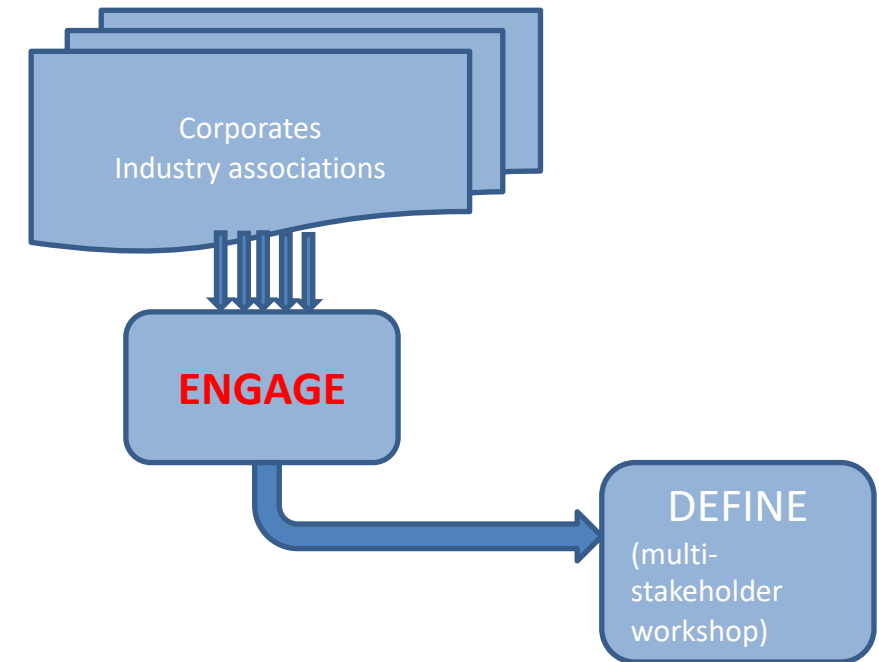 Corporates
Industry associations
ENGAGE
DEFINE
(multi-
stakeholder
workshop)